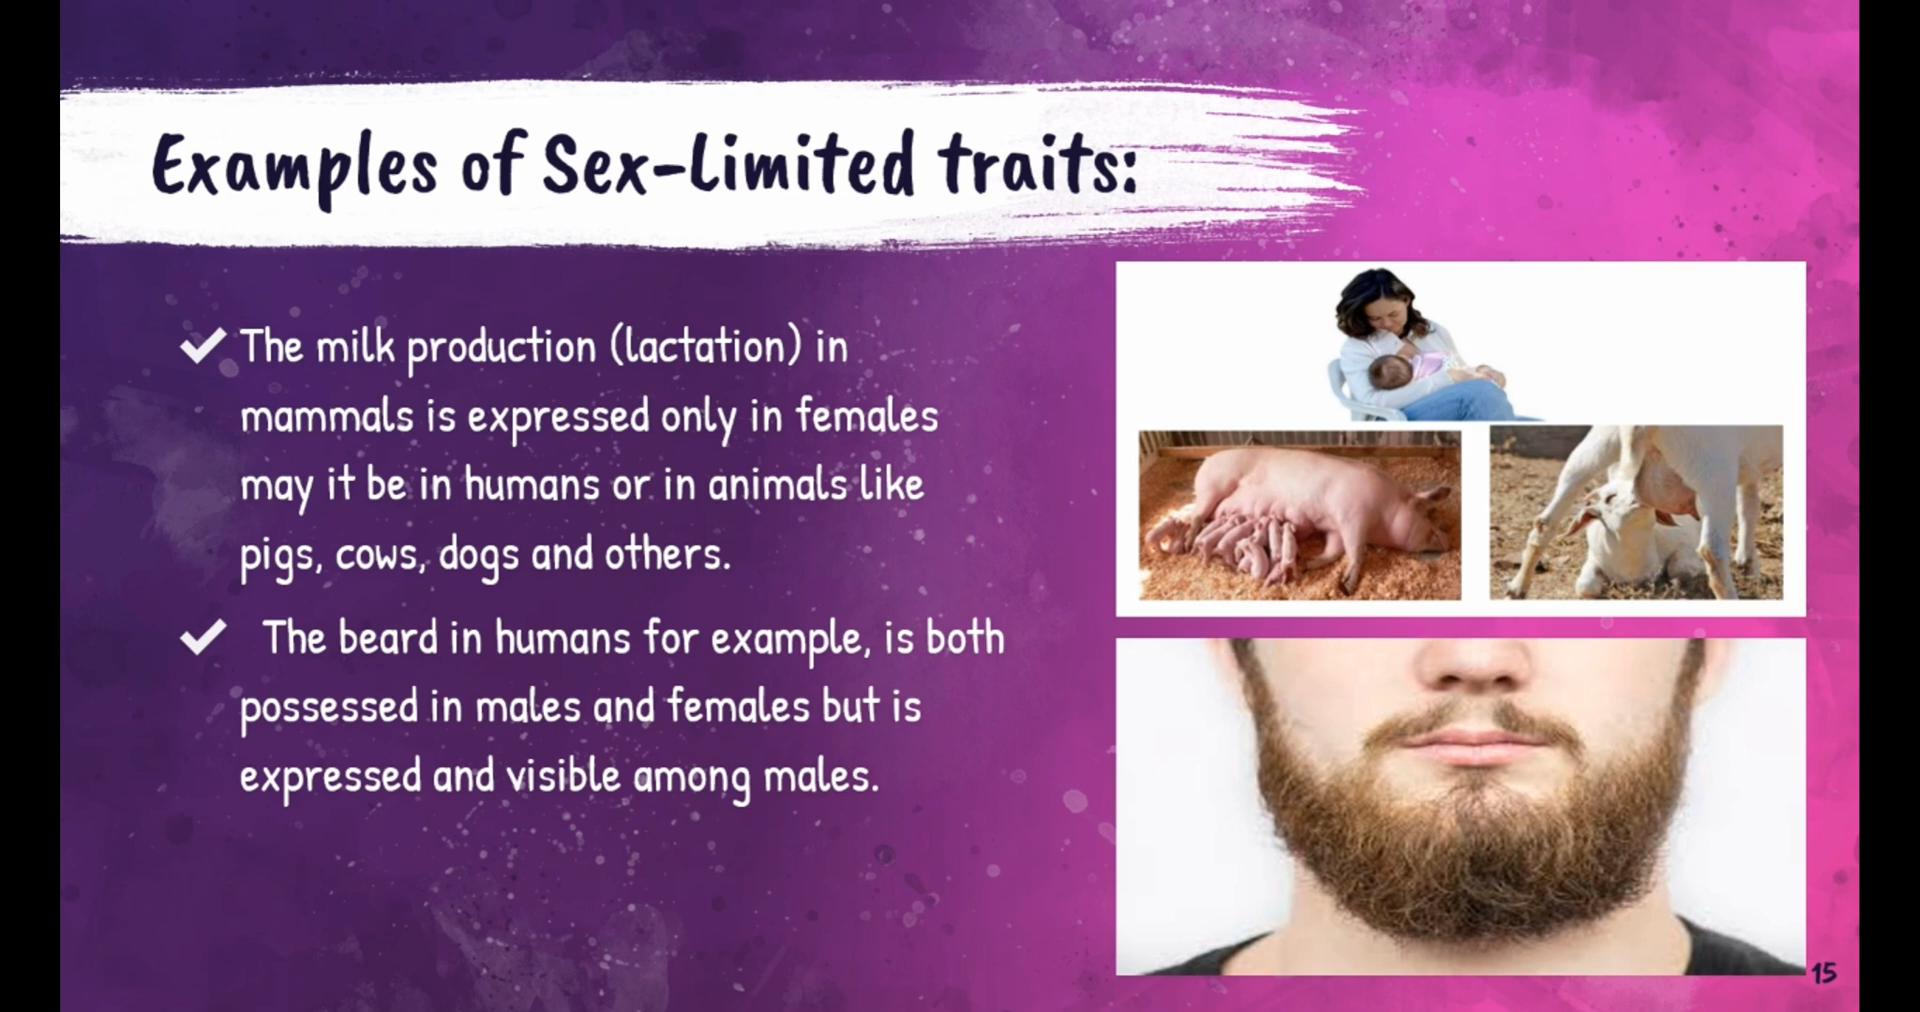 Examples of Sex-Limited traits:
The milk production (lactation) in
mammals is expressed only in females
may it be in humans or in animals like
pigs, cows, dogs and others.
The beard in humans for example, is both
possessed in males and females but is
expressed and visible among males.
15